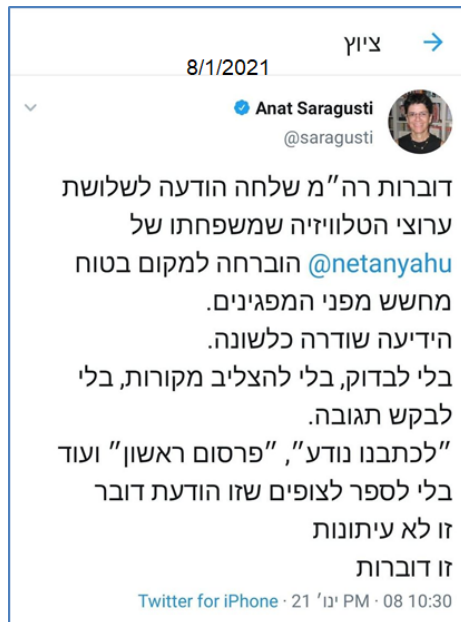 ציוץ
8/1/2021
Anat Saragusti
@saragusti
דוברות רה״מ שלחה הודעה לשלושת
ערוצי הטלוויזיה שמשפחתו של
@netanyahu הוברחה למקום בטוח
מחשש מפני המפגינים.
הידיעה שודרה כלשונה.
בלי לבדוק, בלי להצליב מקורות, בלי
לבקש תגובה.
״לכתבנו נודע״, ״פרסום ראשון״ ועוד
בלי לספר לצופים שזו הודעת דובר
זו לא עיתונות
זו דוברות
Twitter for iPhone · 21 ינו׳ 08 · PM 10:30